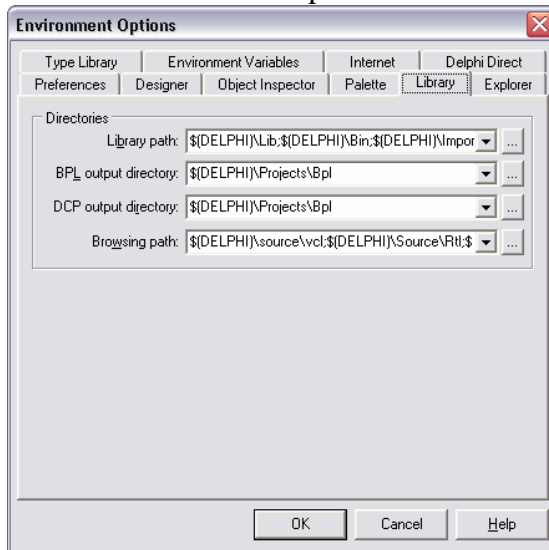 Environment Options
Type Library Environment Variables Internet Delphi Direct
Preferences Designer Object Inspector Palette Library Explorer
Directories
Library path: $(DELPHI)\Lib;$(DELPHI)\Bin;$(DELPHI)\Impor ...
BPL output directory: $(DELPHI)\Projects\Bpl ...
DCP output directory: $(DELPHI)\Projects\Bpl ...
Browsing path: $(DELPHI)\source\vcl;$(DELPHI)\Source\Rtl;$ ...
OK Cancel Help